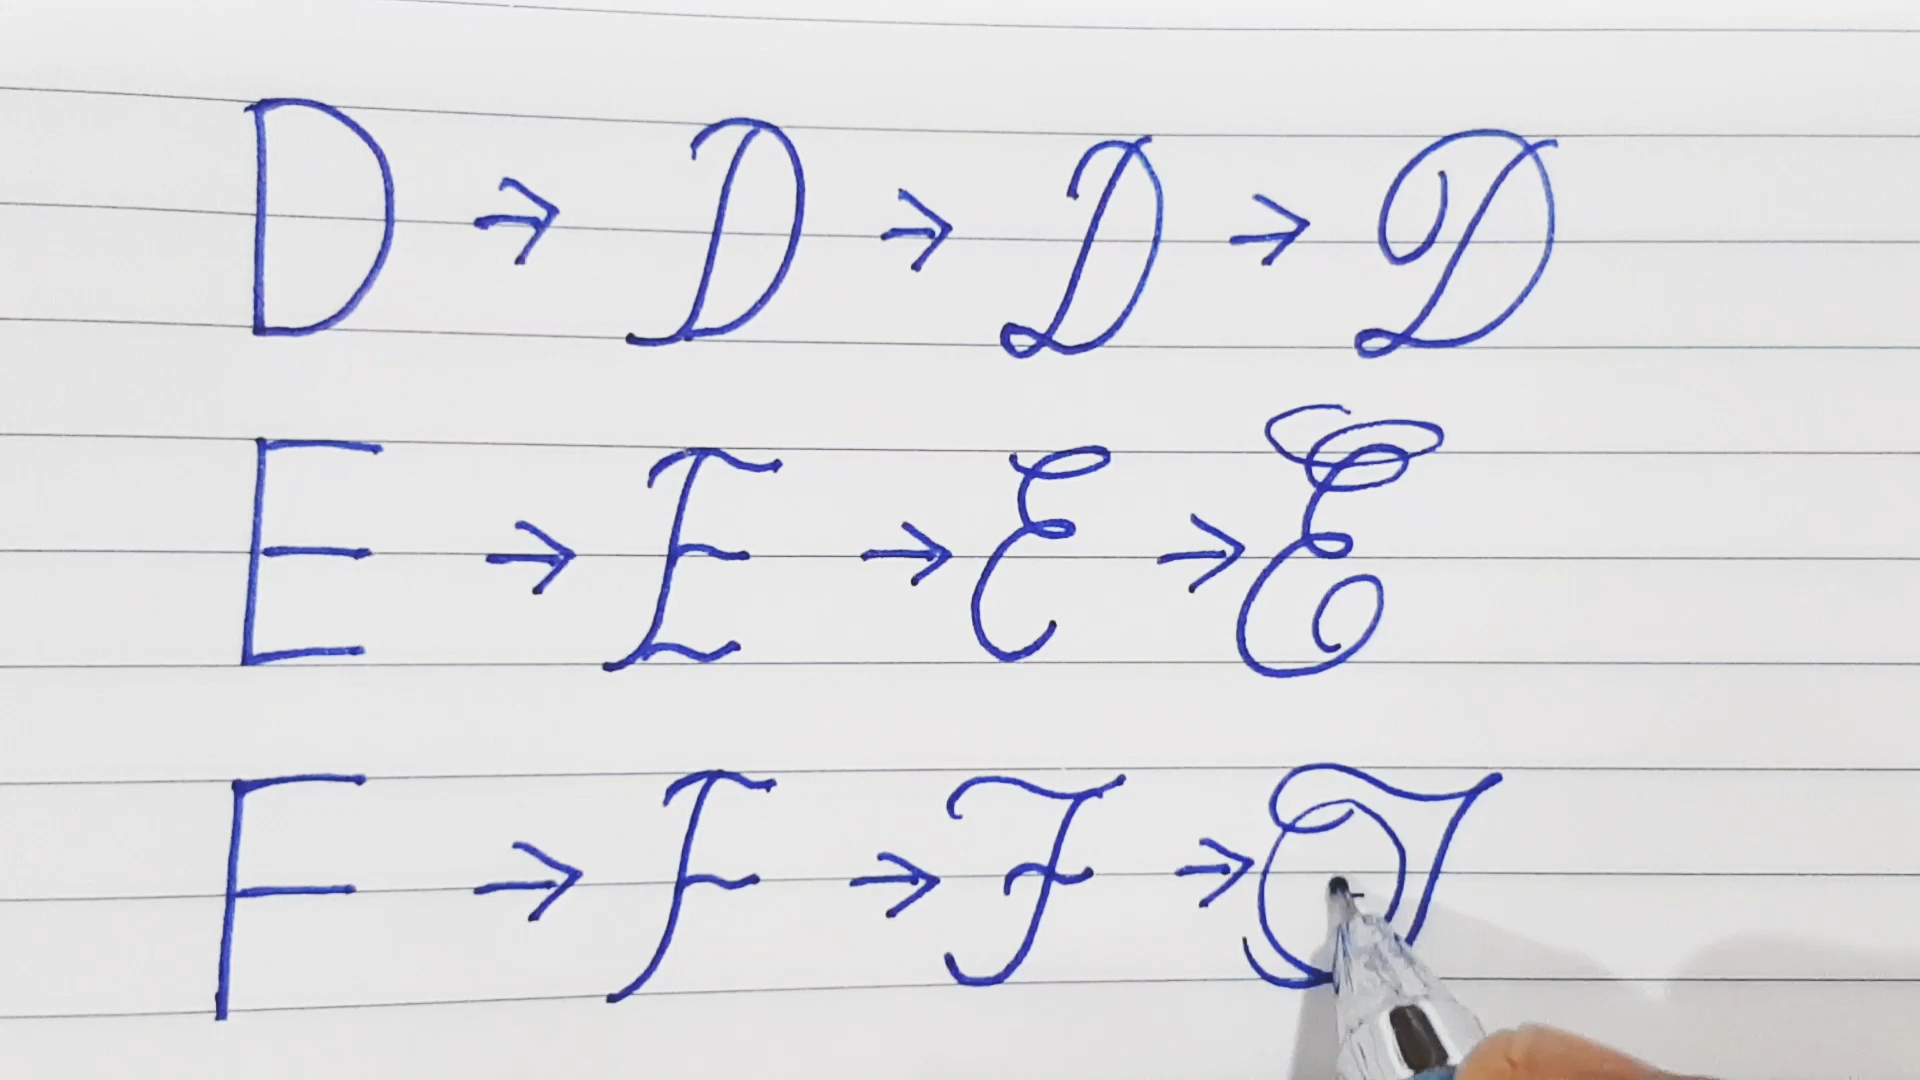 D → D → D → D
E → E → E → E
F → F → F → F